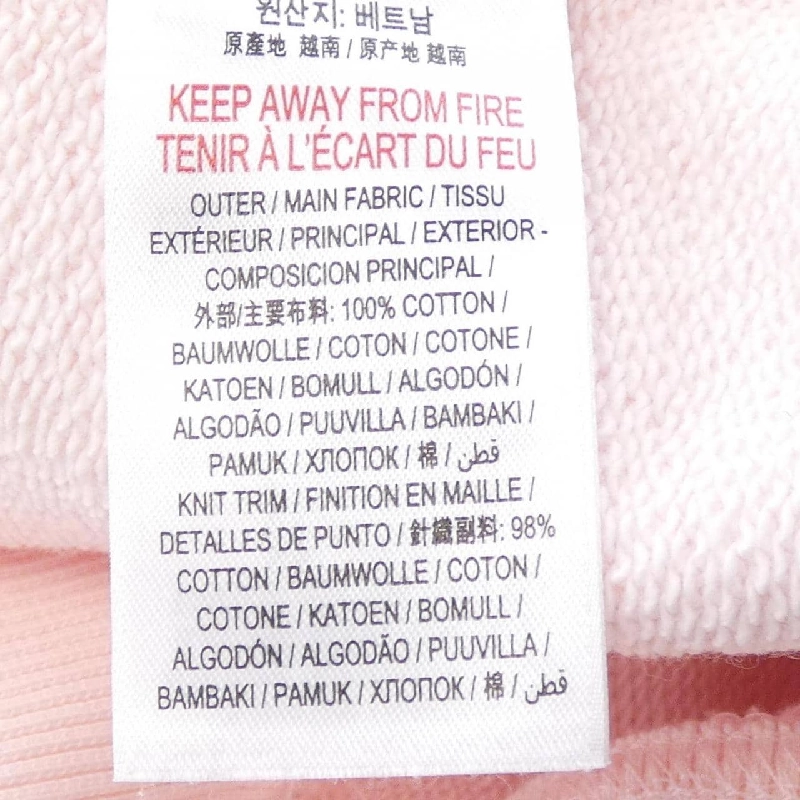 원산지: 베트남
原產地 越南 / 原产地 越南
KEEP AWAY FROM FIRE
TENIR À L'ÉCART DU FEU
OUTER / MAIN FABRIC / TISSU
EXTÉRIEUR / PRINCIPAL / EXTERIOR -
COMPOSICION PRINCIPAL /
外部/主要布料: 100% COTTON /
BAUMWOLLE / COTON / COTONE /
KATOEN / BOMULL / ALGODÓN /
ALGODÃO / PUUVILLA / BAMBAKI /
PAMUK / ХЛОПОК / 棉 / قطن
KNIT TRIM / FINITION EN MAILLE /
DETALLES DE PUNTO / 針織副料: 98%
COTTON / BAUMWOLLE / COTON /
COTONE / KATOEN / BOMULL /
ALGODÓN / ALGODÃO / PUUVILLA /
BAMBAKI / PAMUK / ХЛОПОК / 棉 / قطن